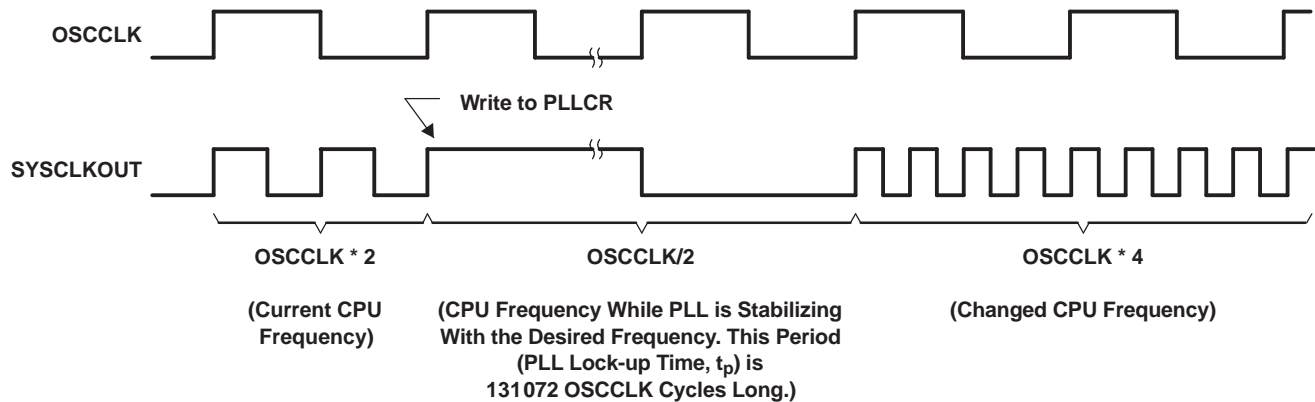 OSCCLK
Write to PLLCR
SYSCLKOUT
OSCCLK * 2
OSCCLK/2
OSCCLK * 4
(Current CPU
Frequency)
(CPU Frequency While PLL is Stabilizing
With the Desired Frequency. This Period
(PLL Lock-up Time, tp) is
131072 OSCCLK Cycles Long.)
(Changed CPU Frequency)